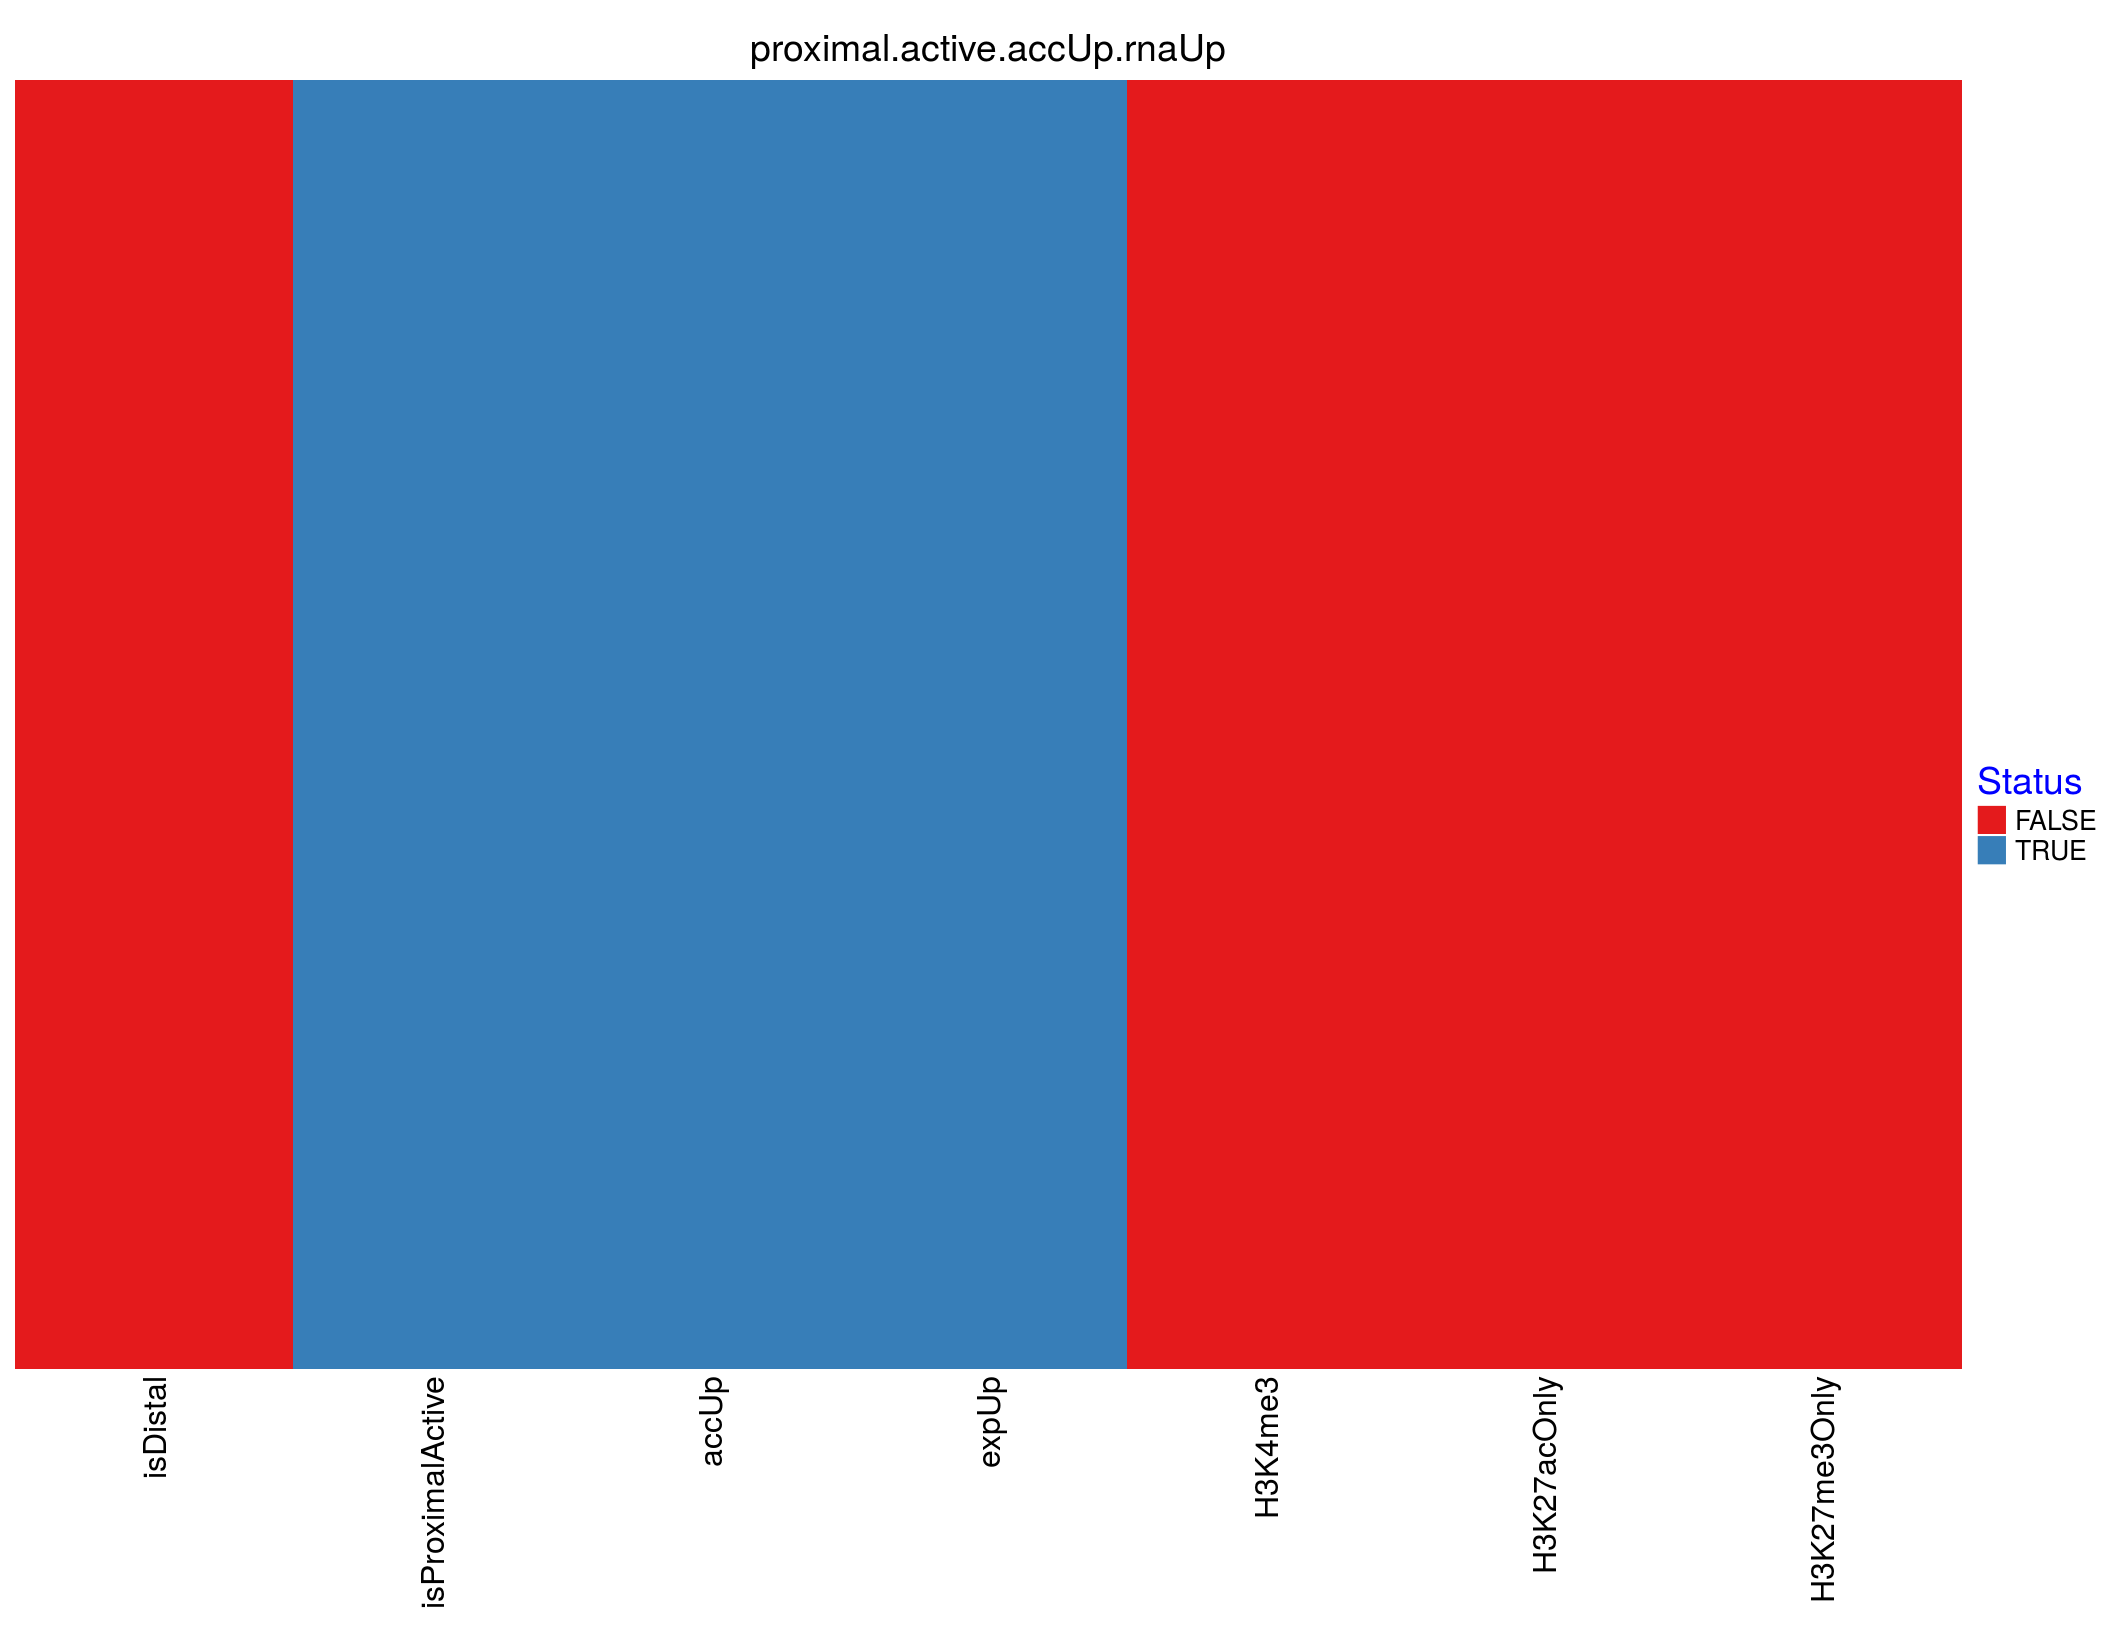 proximal.active.accUp.rnaUp
Status
FALSE
TRUE
isDistal
isProximalActive
accUp
expUp
H3K4me3
H3K27acOnly
H3K27me3Only